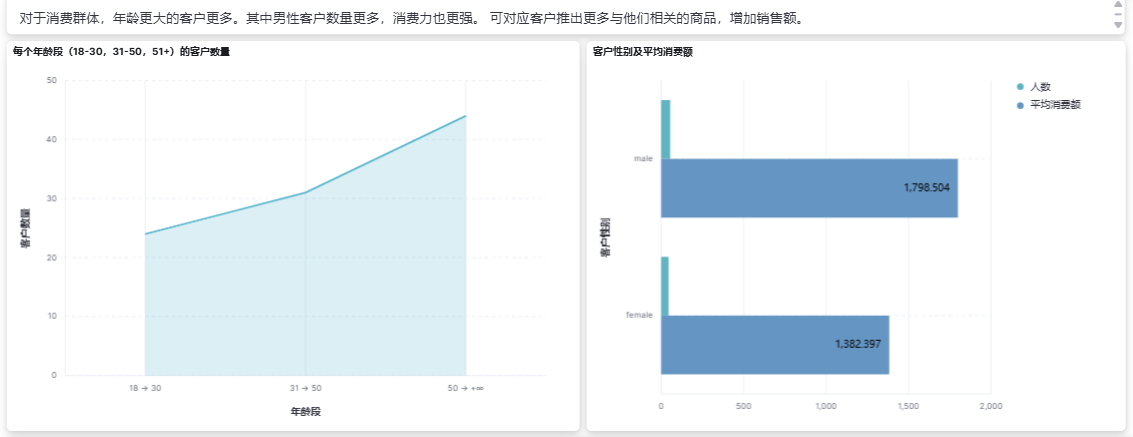 对于消费群体，年龄更大的客户更多。其中男性客户数量更多，消费力也更强。 可对应客户推出更多与他们相关的商品，增加销售额。
每个年龄段（18-30，31-50，51+）的客户数量
50
40
30
20
10
0
客户数量
18 → 30
31 → 50
50 → +∞
年龄段
客户性别及平均消费额
人数
平均消费额
male
1,798.504
客户性别
female
1,382.397
0
500
1,000
1,500
2,000